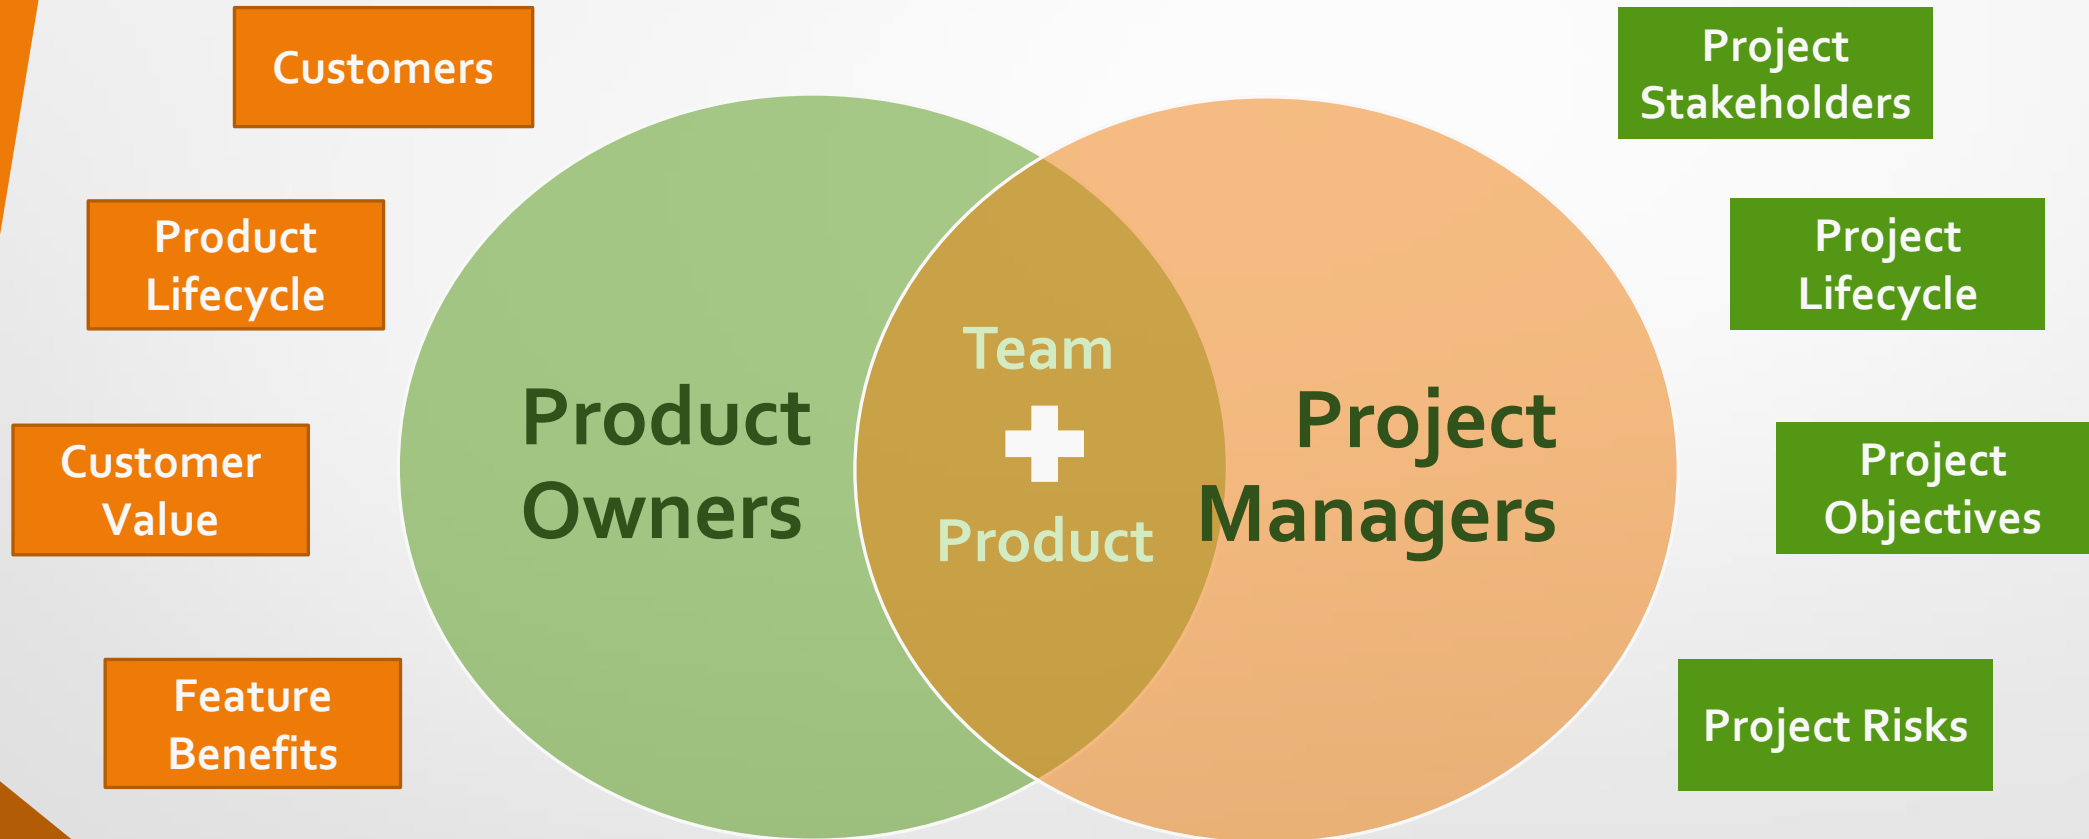 Customers
Product
Lifecycle
Customer
Value
Feature
Benefits
Product
Owners
Team
Product
Project
Managers
Project
Stakeholders
Project
Lifecycle
Project
Objectives
Project Risks